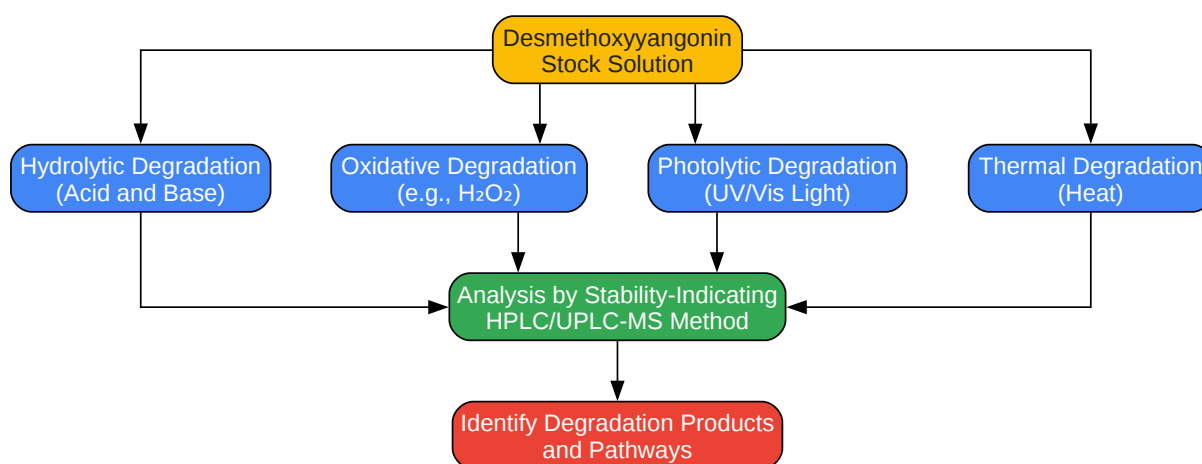 Desmethoxyyangonin
Stock Solution
Hydrolytic Degradation
(Acid and Base)
Oxidative Degradation
(e.g., H₂O₂)
Photolytic Degradation
(UV/Vis Light)
Thermal Degradation
(Heat)
Analysis by Stability-Indicating
HPLC/UPLC-MS Method
Identify Degradation Products
and Pathways